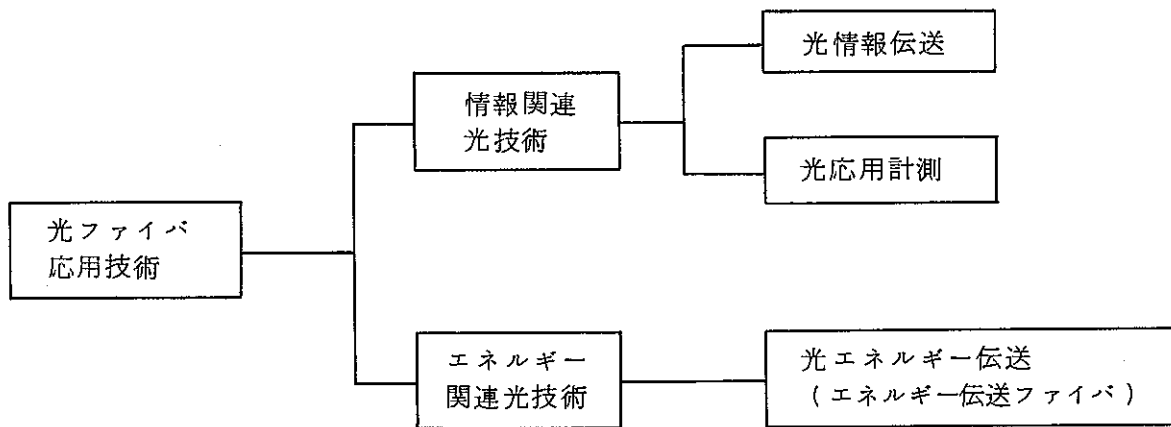 光情報伝送
情報関連
光技術
光応用計測
光ファイバ
応用技術
エネルギー
関連光技術
光エネルギー伝送
(エネルギー伝送ファイバ)